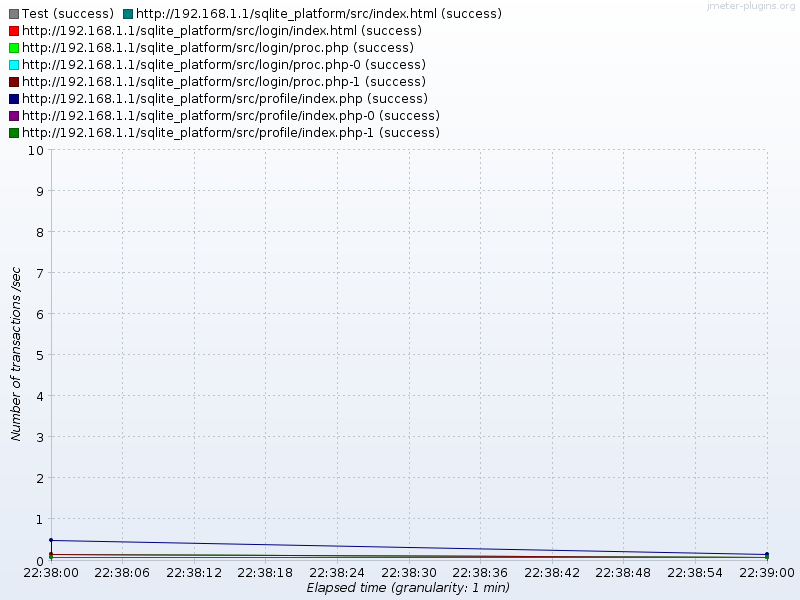 jmeter-plugins.org
Test (success) http://192.168.1.1/sqlite_platform/src/index.html (success)
http://192.168.1.1/sqlite_platform/src/login/index.html (success)
http://192.168.1.1/sqlite_platform/src/login/proc.php (success)
http://192.168.1.1/sqlite_platform/src/login/proc.php-0 (success)
http://192.168.1.1/sqlite_platform/src/login/proc.php-1 (success)
http://192.168.1.1/sqlite_platform/src/profile/index.php (success)
http://192.168.1.1/sqlite_platform/src/profile/index.php-0 (success)
http://192.168.1.1/sqlite_platform/src/profile/index.php-1 (success)
Number of transactions /sec
10
9
8
7
6
5
4
3
2
1
0
22:38:00 22:38:06 22:38:12 22:38:18 22:38:24 22:38:30 22:38:36 22:38:42 22:38:48 22:38:54 22:39:00
Elapsed time (granularity: 1 min)